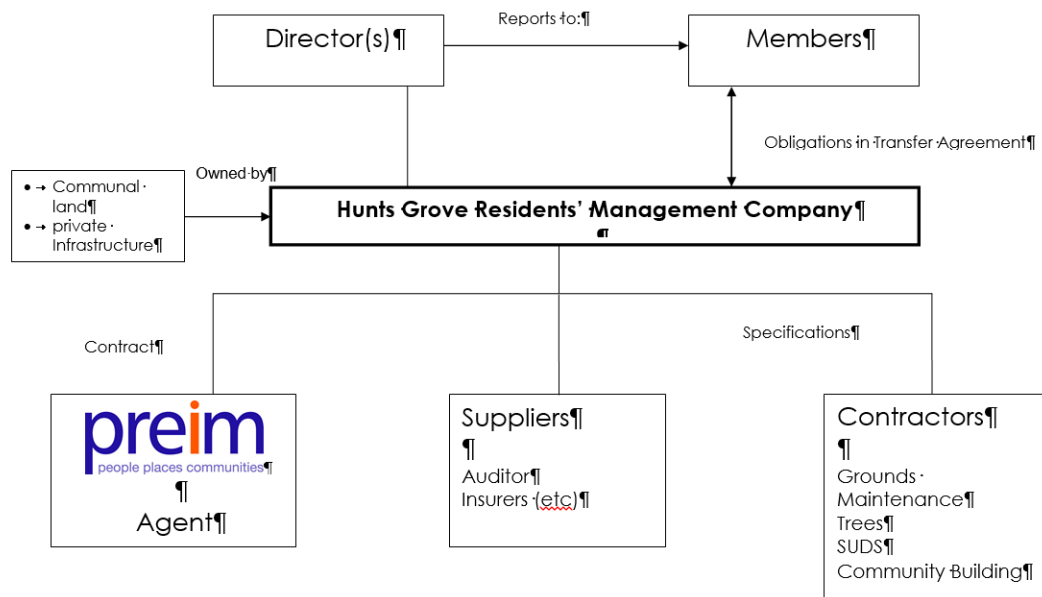 Reports to:¶
Director(s)¶
Members¶
Obligations in Transfer Agreement¶
Owned by¶
• → Communal
land¶
• → private
Infrastructure¶
Hunts Grove Residents’ Management Company¶
¶
Contract¶
Specifications¶
preim
people places communities¶
¶
Agent¶
Suppliers¶
¶
Auditor¶
Insurers (etc)¶
Contractors¶
¶
Grounds
Maintenance¶
Trees¶
SUDS¶
Community Building¶